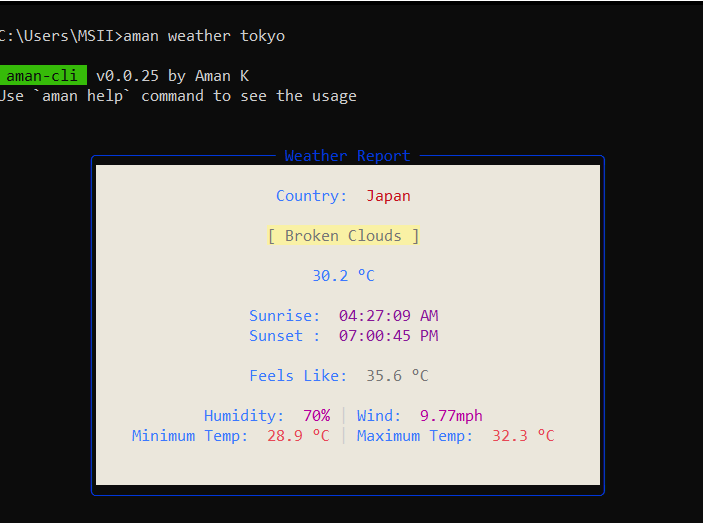 C:\Users\MSII>aman weather tokyo
aman-cli v0.0.25 by Aman K
Use `aman help` command to see the usage
Weather Report
Country: Japan
[ Broken Clouds ]
30.2 °C
Sunrise: 04:27:09 AM
Sunset : 07:00:45 PM
Feels Like: 35.6 °C
Humidity: 70% | Wind: 9.77mph
Minimum Temp: 28.9 °C | Maximum Temp: 32.3 °C